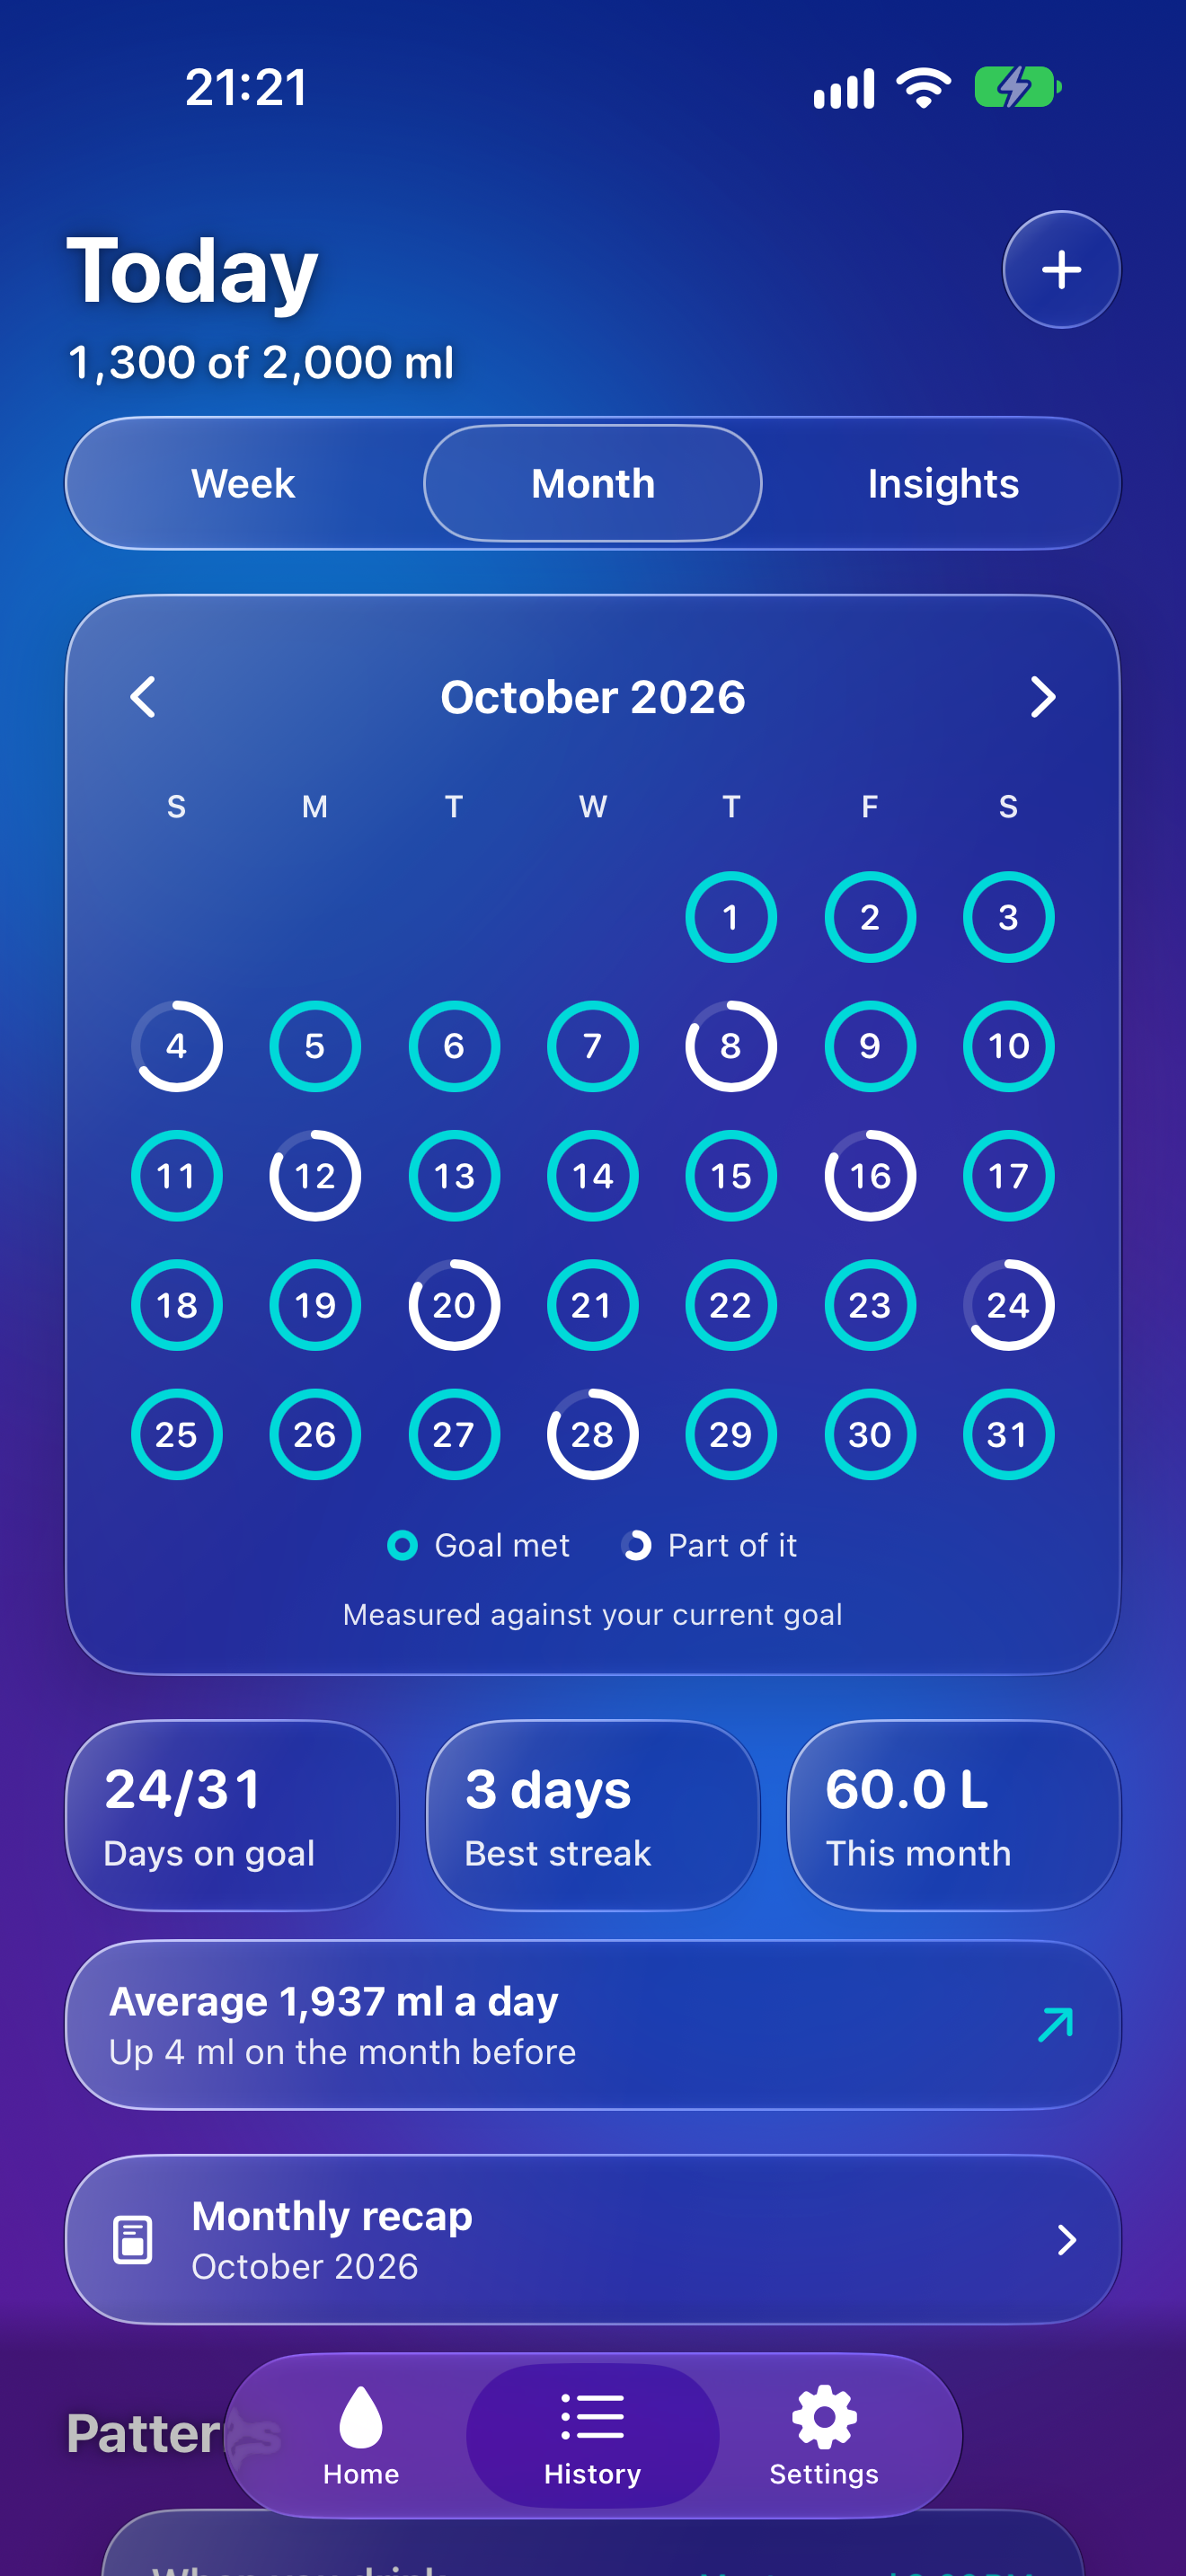 21:21
Today
1,300 of 2,000 ml
Week Month Insights
October 2026
S M T W T F S
1 2 3
4 5 6 7 8 9 10
11 12 13 14 15 16 17
18 19 20 21 22 23 24
25 26 27 28 29 30 31
Goal met Part of it
Measured against your current goal
24/31 3 days 60.0 L
Days on goal Best streak This month
Average 1,937 ml a day
Up 4 ml on the month before
Monthly recap
October 2026
Home History Settings